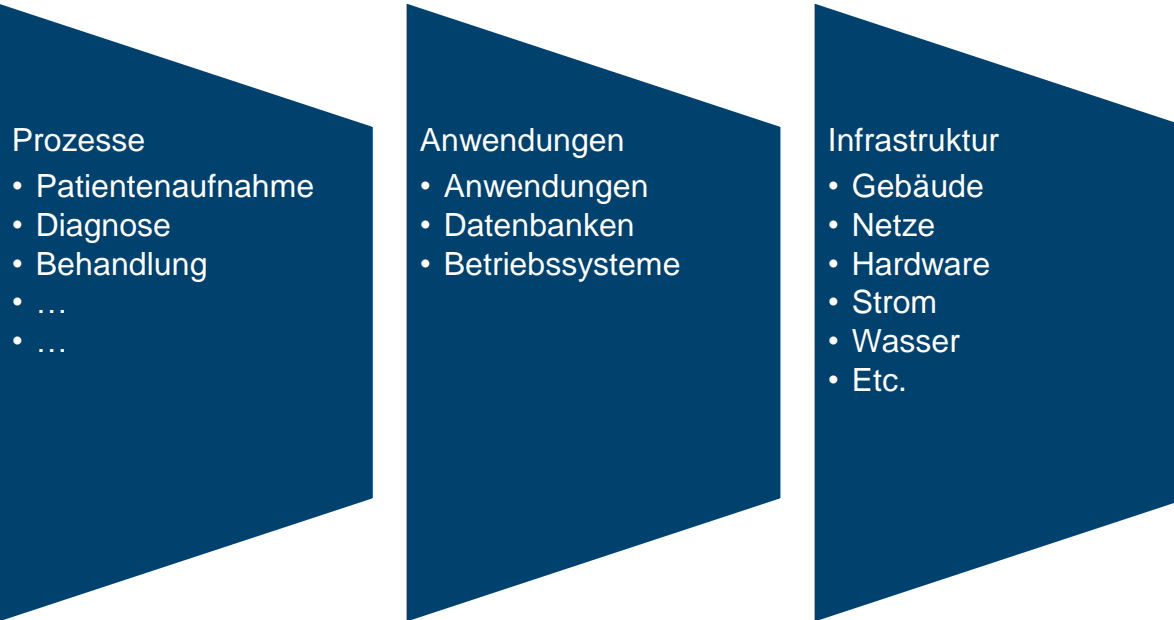 Prozesse
• Patientenaufnahme
• Diagnose
• Behandlung
• …
• …
Anwendungen
• Anwendungen
• Datenbanken
• Betriebssysteme
Infrastruktur
• Gebäude
• Netze
• Hardware
• Strom
• Wasser
• Etc.